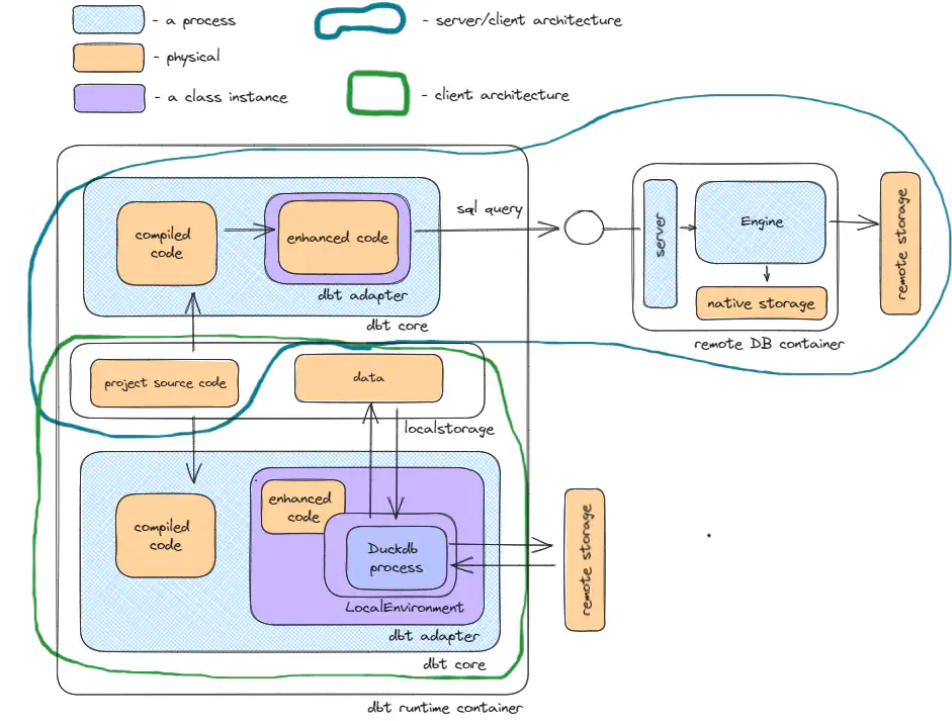 - a process
- server/client architecture
- physical
- a class instance
- client architecture
sql query
compiled
code
enhanced code
dbt adapter
dbt core
server
Engine
native storage
remote storage
remote DB container
project source code
data
localstorage
compiled
code
enhanced
code
Duckdb
process
LocalEnvironment
dbt adapter
dbt core
remote storage
dbt runtime container